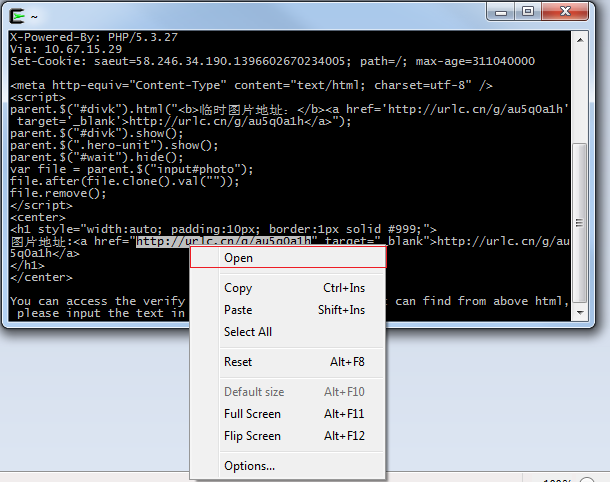 ~
X-Powered-By: PHP/5.3.27
Via: 10.67.15.29
Set-Cookie: saeut=58.246.34.190.1396602670234005; path=/; max-age=311040000
<meta http-equiv="Content-Type" content="text/html; charset=utf-8" />
<script>
parent.$("#divk").html("<b>临时图片地址: </b><a href='http://urlc.cn/g/au5q0a1h'
target='_blank'>http://urlc.cn/g/au5q0a1h</a>");
parent.$("#divk").show();
parent.$(".hero-unit").show();
parent.$("#wait").hide();
var file = parent.$("input#photo");
file.after(file.clone().val(""));
file.remove();
</script>
<center>
<h1 style="width:auto; padding:10px; border:1px solid #999;">
图片地址:<a href="http://urlc.cn/g/au5q0a1h" target="_blank">http://urlc.cn/g/au
5q0a1h</a>
</h1>
</center>
You can access the verify can find from above html,
please input the text in
Open
Copy Ctrl+Ins
Paste Shift+Ins
Select All
Reset Alt+F8
Default size Alt+F10
Full Screen Alt+F11
Flip Screen Alt+F12
Options...